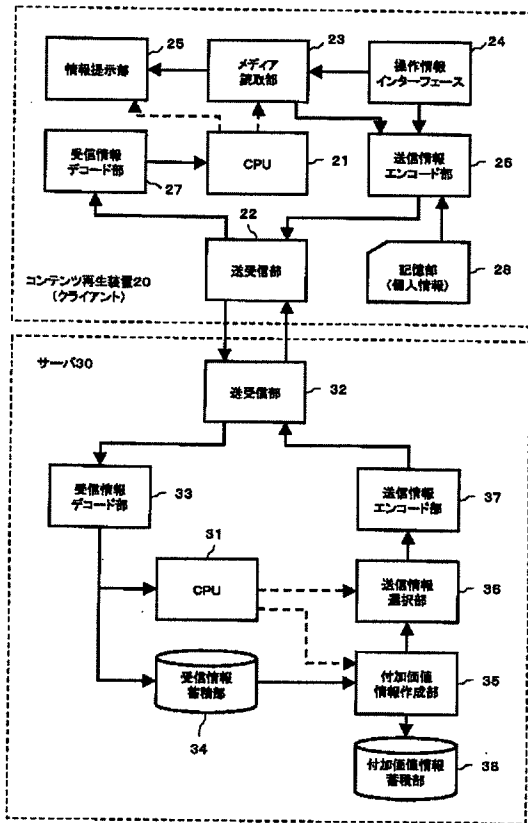 25
情報提示部
23
メディア
読取部
24
操作情報
インターフェース
受信情報
デコード部
27
CPU
21
送信情報
エンコード部
26
22
送受信部
記憶部
(個人情報)
28
コンテンツ再生装置20
(クライアント)
サーバ30
送受信部
32
受信情報
デコード部
33
送信情報
エンコード部
37
31
CPU
送信情報
選択部
36
受信情報
蓄積部
34
付加価値
情報作成部
35
付加価値情報
蓄積部
38